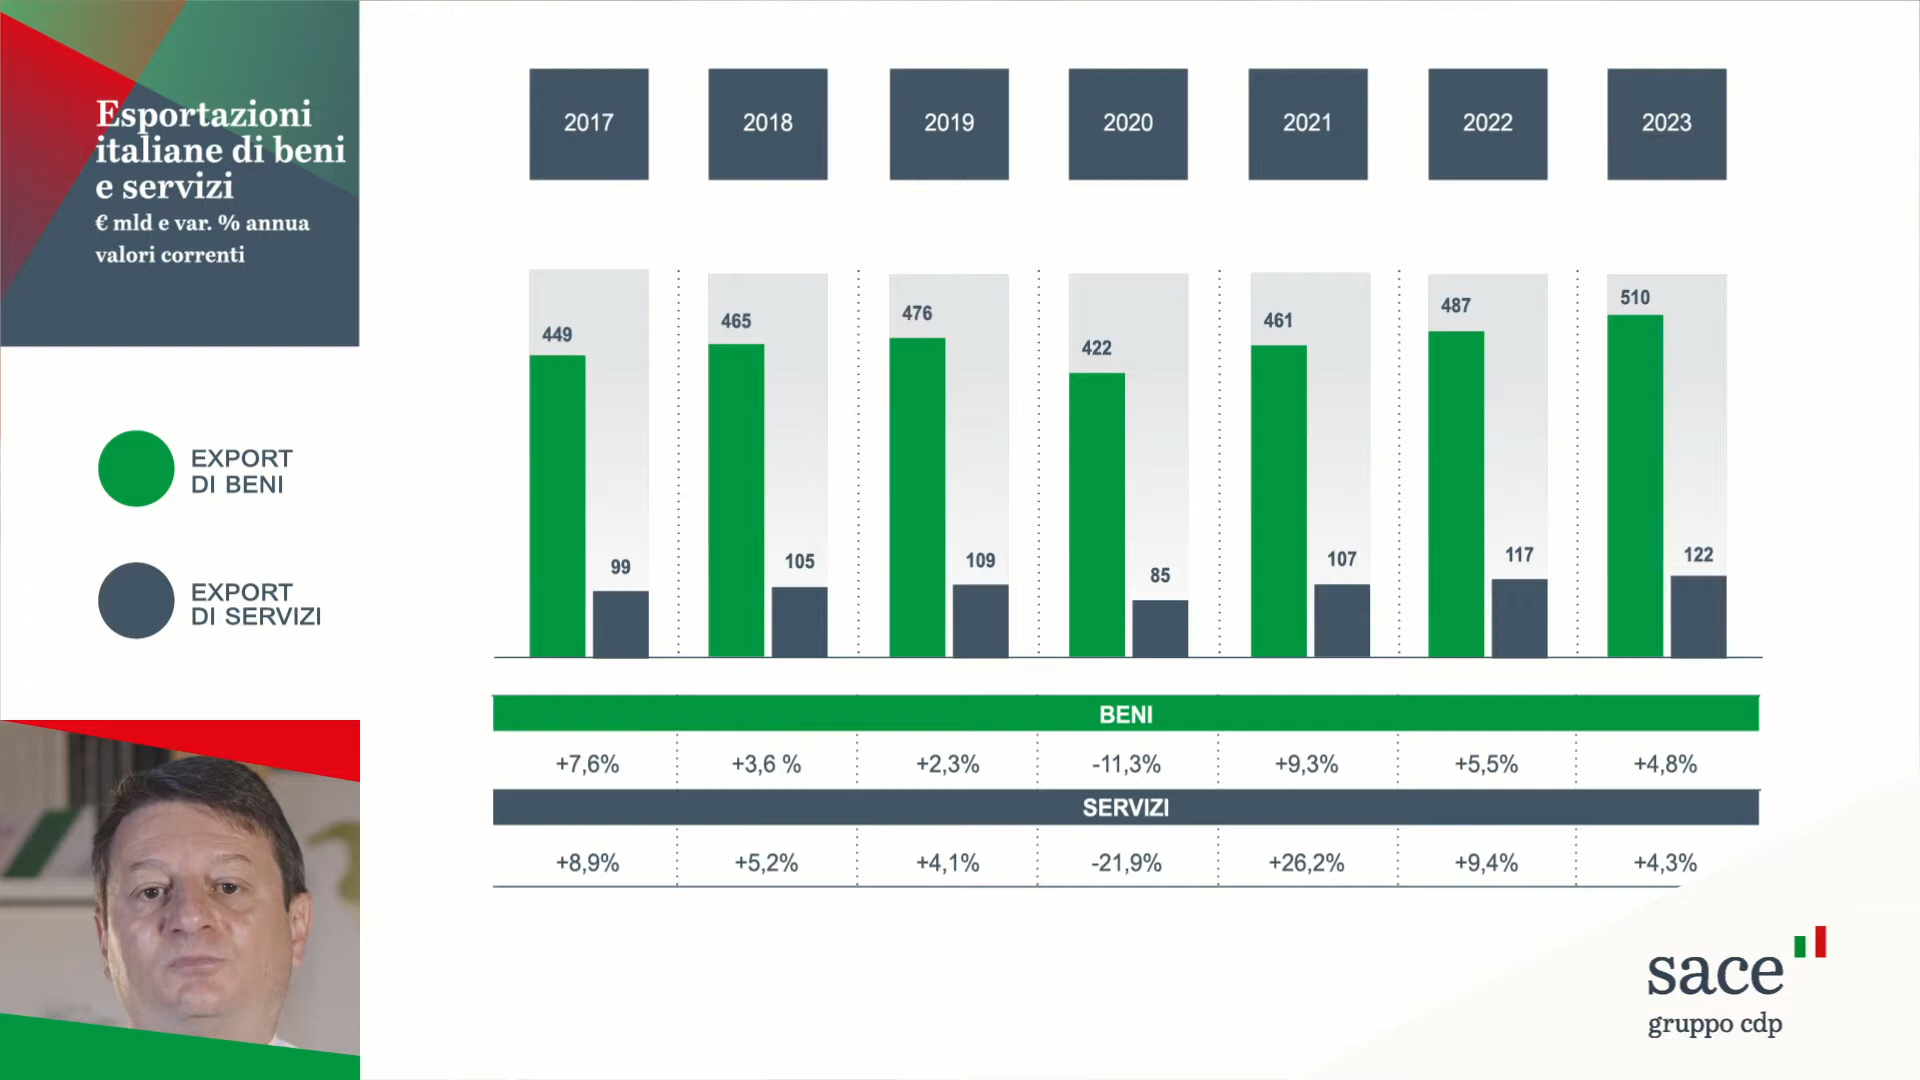 Esportazioni
italiane di beni
e servizi
€ mld e var. % annua
valori correnti
EXPORT
DI BENI
EXPORT
DI SERVIZI
2017 2018 2019 2020 2021 2022 2023
449 465 476 422 461 487 510
99 105 109 85 107 117 122
BENI
+7,6% +3,6 % +2,3% -11,3% +9,3% +5,5% +4,8%
SERVIZI
+8,9% +5,2% +4,1% -21,9% +26,2% +9,4% +4,3%
sace
gruppo cdp